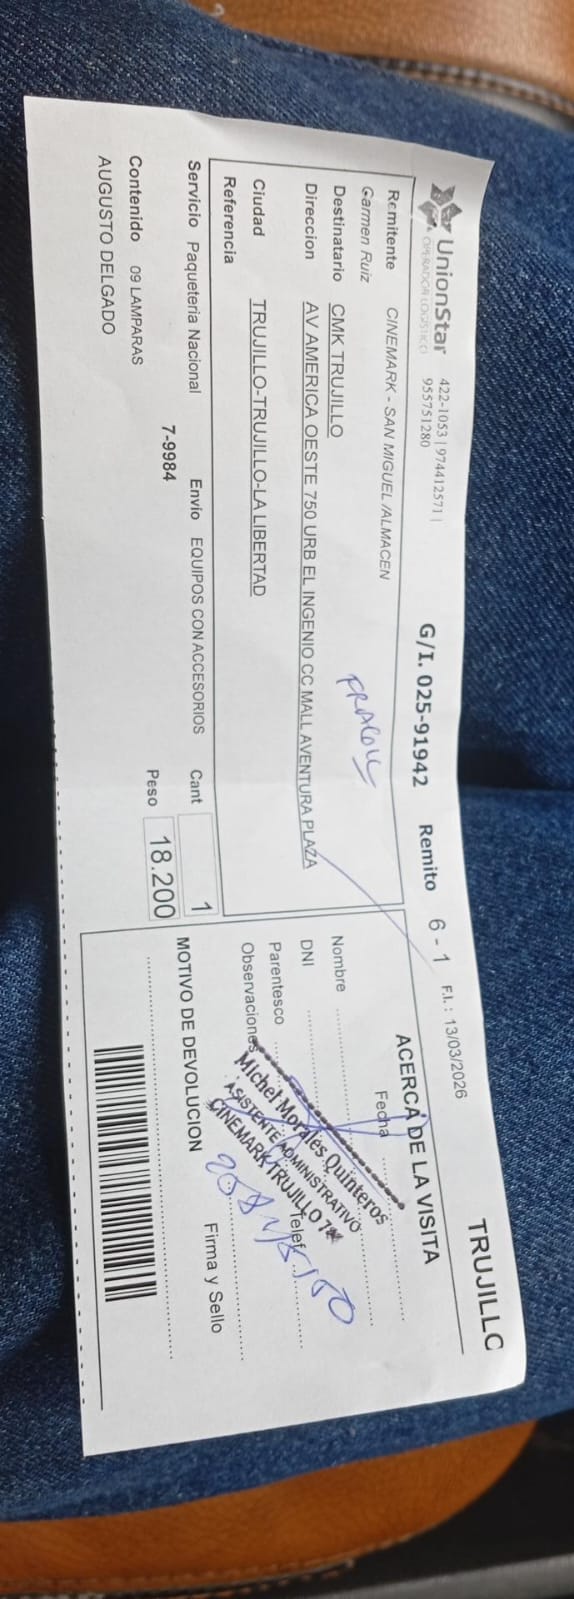 UnionStar
OPERADOR LOGISTICO
422-1053 | 974412571 |
955751280
G/I. 025-91942 Remito 6 - 1 F.I. : 13/03/2026
TRUJILLO
Remitente CINEMARK - SAN MIGUEL /ALMACEN
Carmen Ruiz
Destinatario CMK TRUJILLO
Direccion AV AMERICA OESTE 750 URB EL INGENIO CC MALL AVENTURA PLAZA
Ciudad TRUJILLO-TRUJILLO-LA LIBERTAD
Referencia
Servicio Paqueteria Nacional Envio EQUIPOS CON ACCESORIOS Cant 1
7-9984 Peso 18.200
Contenido 09 LAMPARAS
AUGUSTO DELGADO
ACERCA DE LA VISITA
Fecha
Nombre
DNI
Parentesco Telef
Observaciones
Michel Morales Quinteros
ASISTENTE ADMINISTRATIVO
CINEMARK TRUJILLO
MOTIVO DE DEVOLUCION Firma y Sello